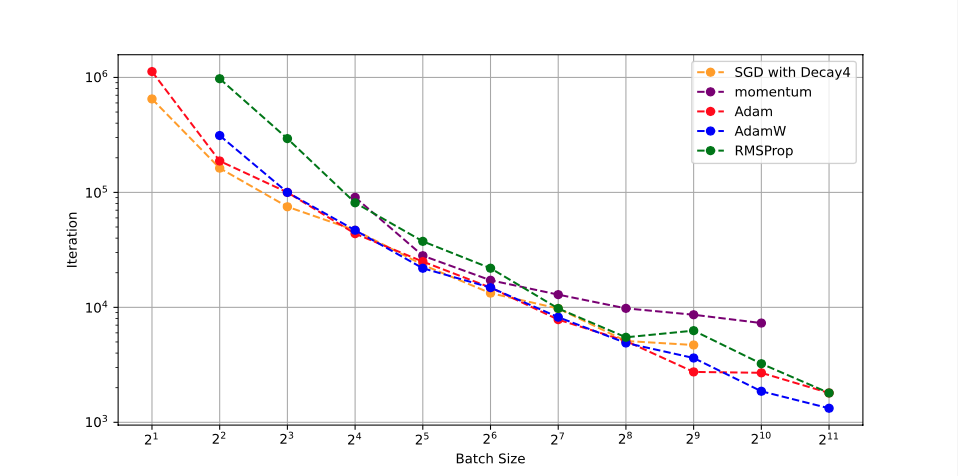 SGD with Decay4
momentum
Adam
AdamW
RMSProp
Iteration
10⁶
10⁵
10⁴
10³
2¹ 2² 2³ 2⁴ 2⁵ 2⁶ 2⁷ 2⁸ 2⁹ 2¹⁰ 2¹¹
Batch Size